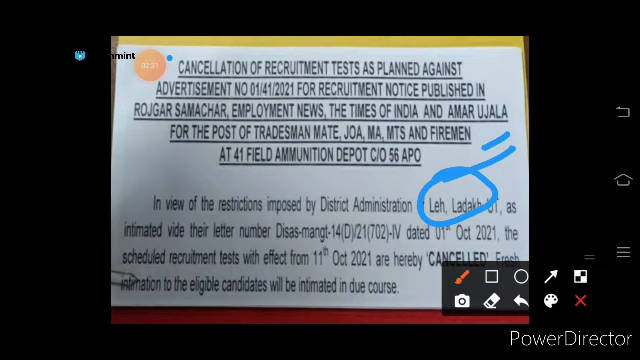 mint
02:31
CANCELLATION OF RECRUITMENT TESTS AS PLANNED AGAINST
ADVERTISEMENT NO 01/41/2021 FOR RECRUITMENT NOTICE PUBLISHED IN
ROJGAR SAMACHAR, EMPLOYMENT NEWS, THE TIMES OF INDIA AND AMAR UJALA
FOR THE POST OF TRADESMAN MATE, JOA, MA, MTS AND FIREMEN
AT 41 FIELD AMMUNITION DEPOT C/O 56 APO
In view of the restrictions imposed by District Administration Leh, Ladakh UT, as
intimated vide their letter number Disas-mangt-14(D)/21(702)-IV dated 01st Oct 2021, the
scheduled recruitment tests with effect from 11th Oct 2021 are hereby 'CANCELLED'. Fresh
intimation to the eligible candidates will be intimated in due course.
PowerDirector